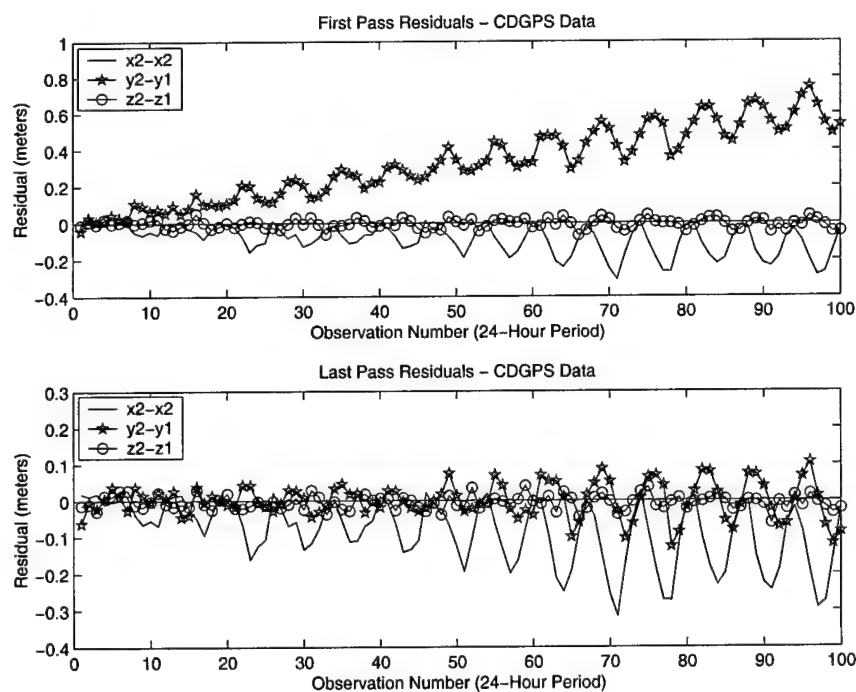 First Pass Residuals – CDGPS Data
1
0.8
0.6
0.4
0.2
0
−0.2
−0.4
Residual (meters)
x2−x2
y2−y1
z2−z1
0 10 20 30 40 50 60 70 80 90 100
Observation Number (24-Hour Period)
Last Pass Residuals – CDGPS Data
0.3
0.2
0.1
0
−0.1
−0.2
−0.3
−0.4
Residual (meters)
x2−x2
y2−y1
z2−z1
0 10 20 30 40 50 60 70 80 90 100
Observation Number (24-Hour Period)